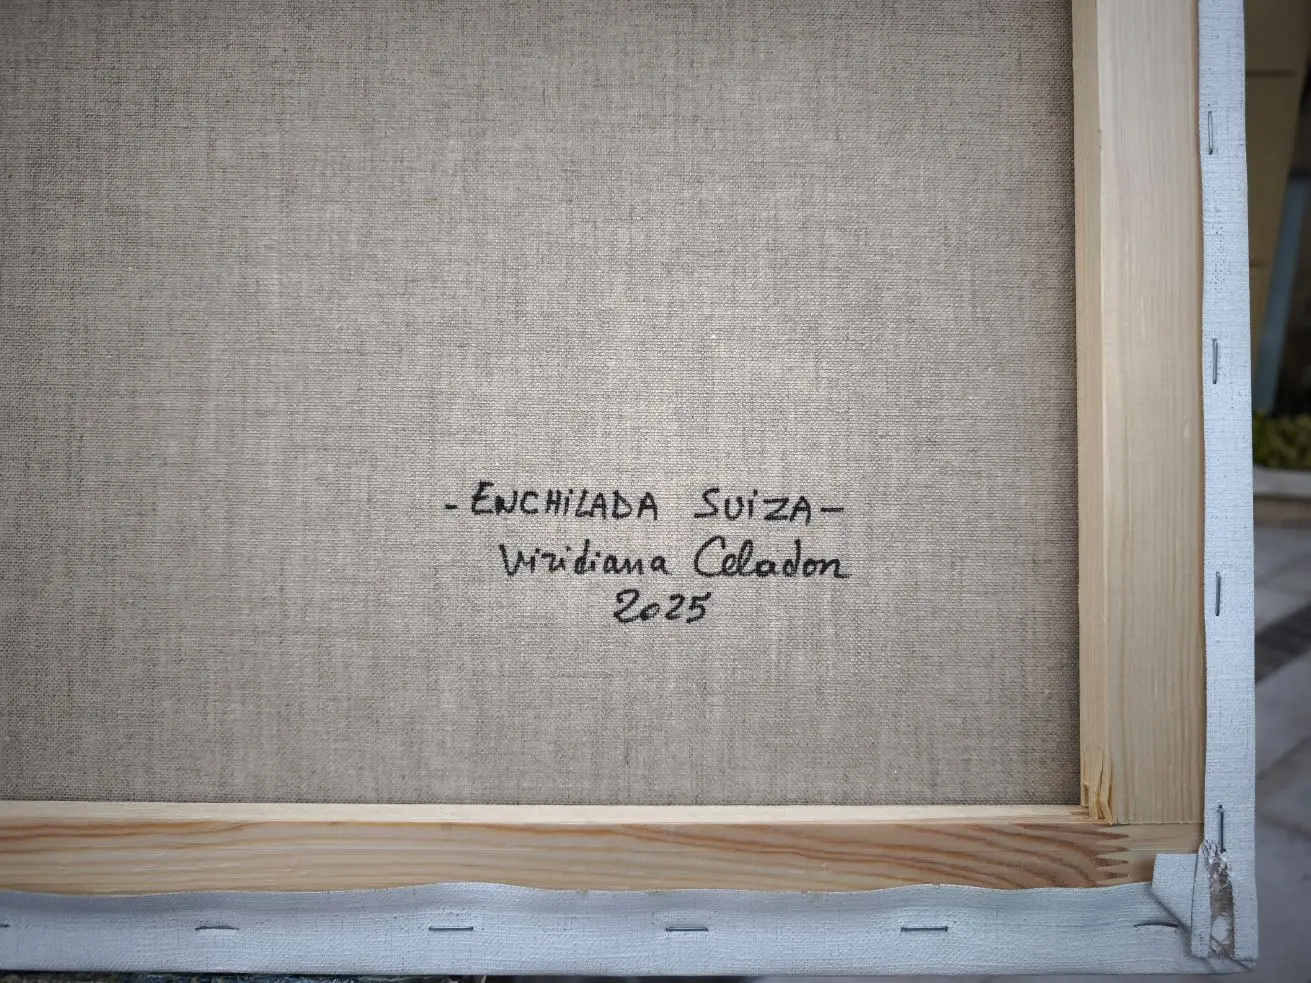 - ENCHiLADA SUiZA -
Viridiana Celadon
2025